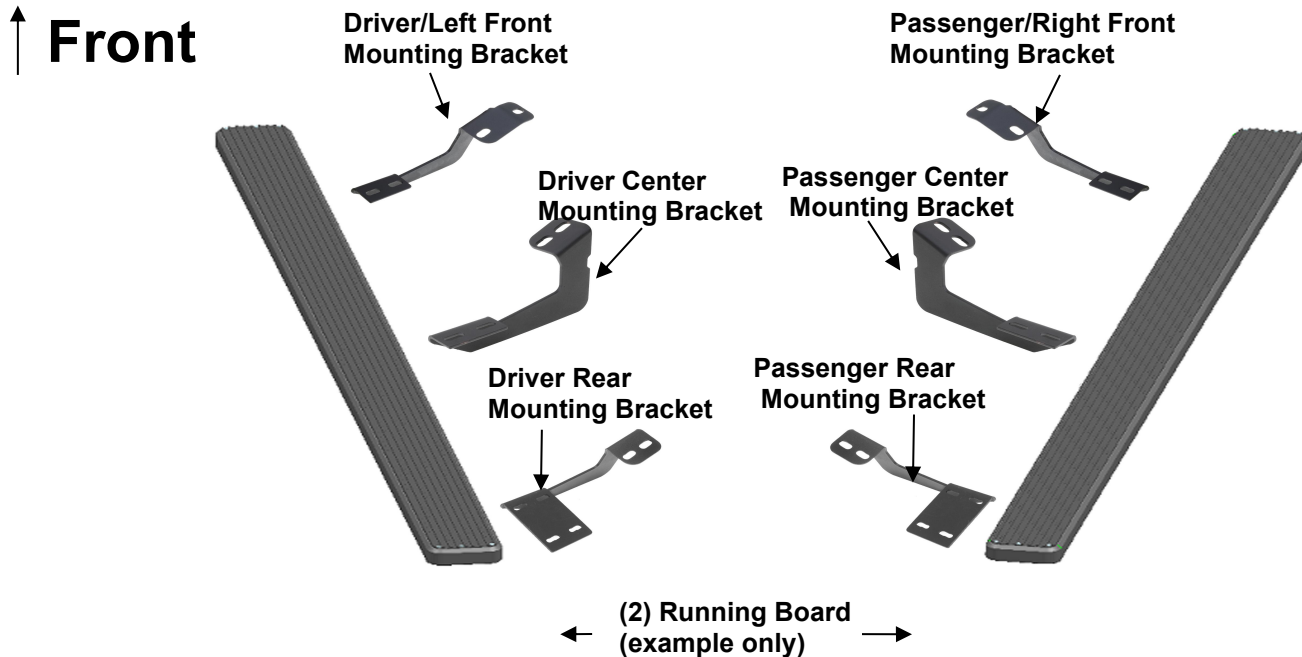 Front
Driver/Left Front
Mounting Bracket
Passenger/Right Front
Mounting Bracket
Driver Center
Mounting Bracket
Passenger Center
Mounting Bracket
Driver Rear
Mounting Bracket
Passenger Rear
Mounting Bracket
(2) Running Board
(example only)